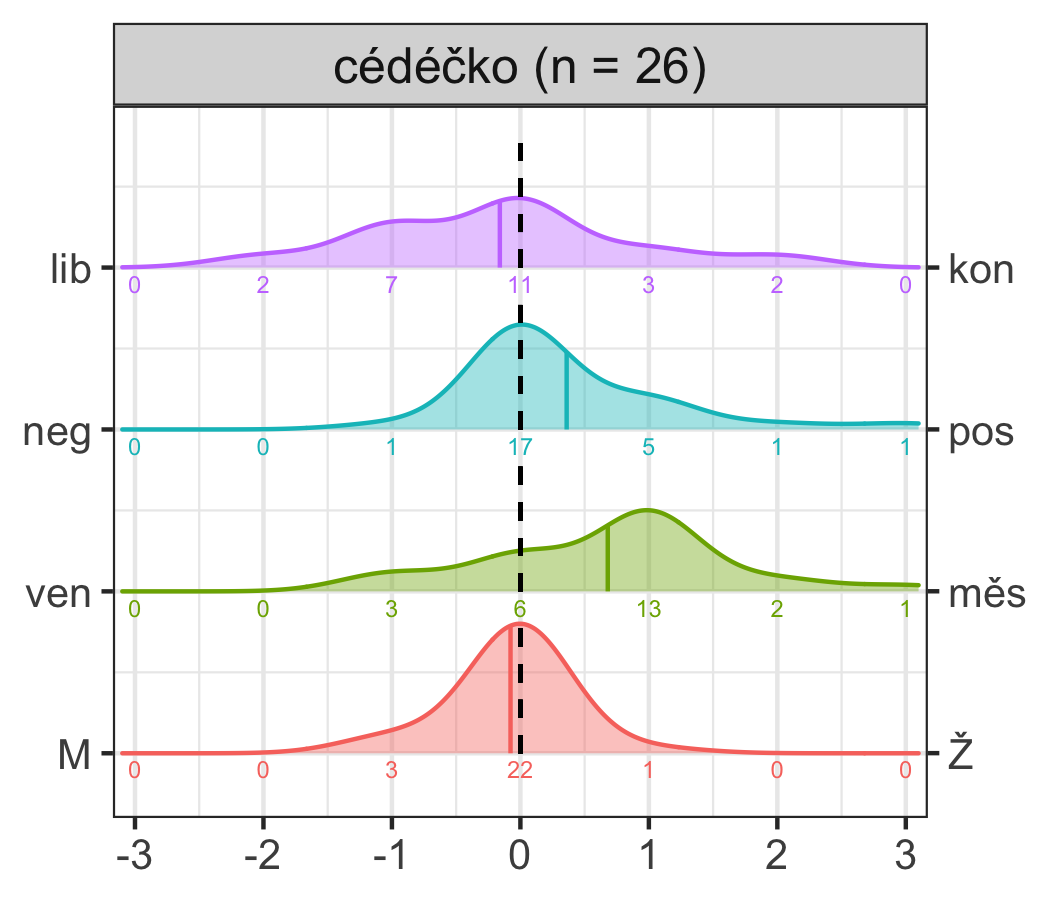 cédéčko (n = 26)
lib kon
0 2 7 11 3 2 0
neg pos
0 0 1 17 5 1 1
ven měs
0 0 3 6 13 2 1
M Ž
0 0 3 22 1 0 0
-3 -2 -1 0 1 2 3